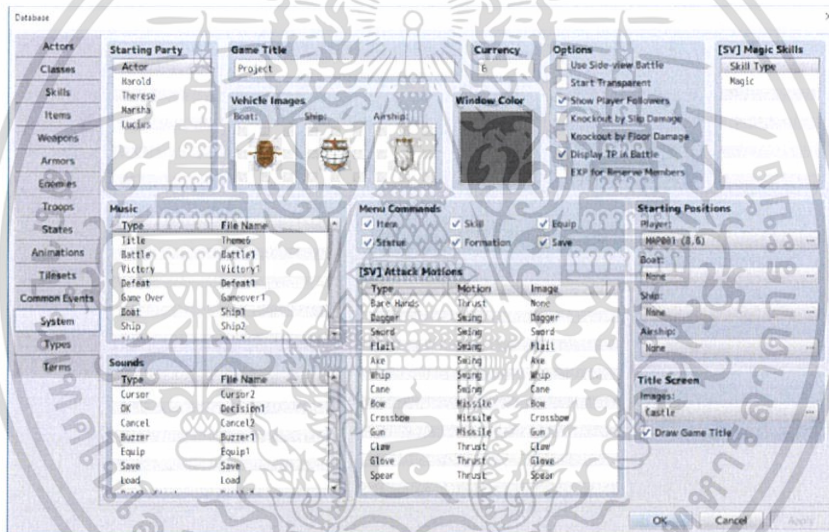 Database
Actors
Classes
Skills
Items
Weapons
Armors
Enemies
Troops
States
Animations
Tilesets
Common Events
System
Types
Terms
Starting Party
Actor
Harold
Therese
Marsha
Lucius
Game Title
Project
Currency
G
Options
Use Side-view Battle
Start Transparent
Show Player Followers
Knockout by Slip Damage
Knockout by Floor Damage
Display TP in Battle
EXP for Reserve Members
[SV] Magic Skills
Skill Type
Magic
Vehicle Images
Boat: Ship: Airship:
Window Color
Music
Type File Name
Title Theme6
Battle Battle1
Victory Victory1
Defeat Defeat1
Game Over Gameover1
Boat Ship1
Ship Ship2
Menu Commands
Item Skill Equip
Status Formation Save
[SV] Attack Motions
Type Motion Image
Bare Hands Thrust None
Dagger Swing Dagger
Sword Swing Sword
Flail Swing Flail
Axe Swing Axe
Whip Swing Whip
Cane Swing Cane
Bow Missile Bow
Crossbow Missile Crossbow
Gun Missile Gun
Claw Thrust Claw
Glove Thrust Glove
Spear Thrust Spear
Starting Positions
Player:
MAP001 (8,6) ...
Boat:
None ...
Ship:
None ...
Airship:
None ...
Title Screen
Images:
Castle ...
Draw Game Title
Sounds
Type File Name
Cursor Cursor2
OK Decision1
Cancel Cancel2
Buzzer Buzzer1
Equip Equip1
Save Save
Load Load
OK Cancel Apply